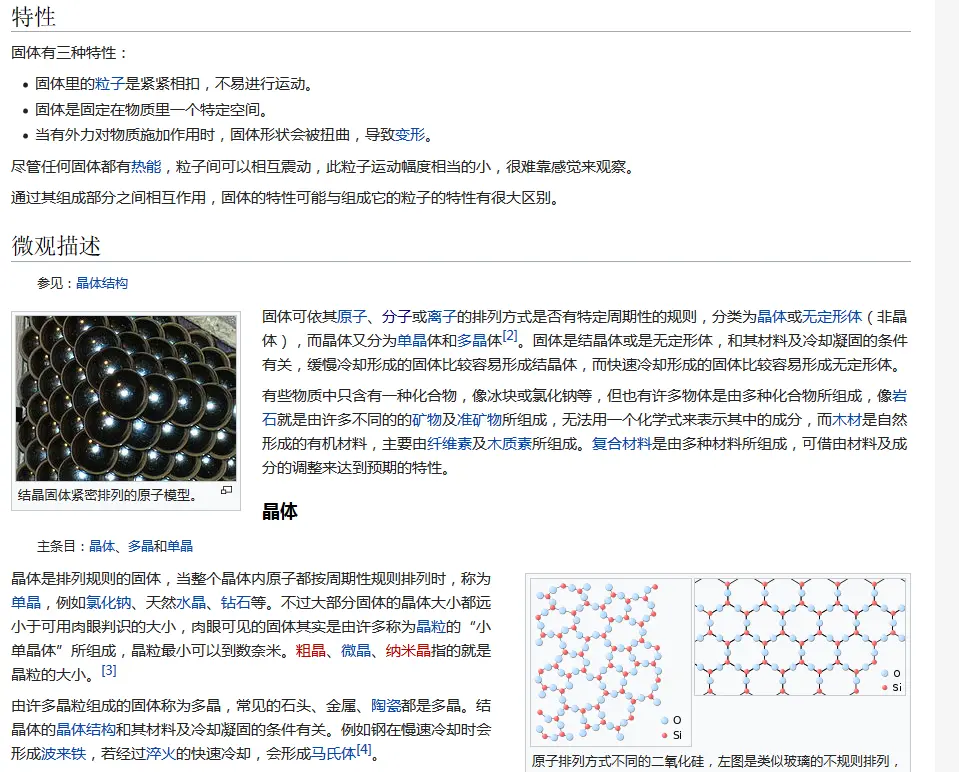 特性
固体有三种特性：
固体里的粒子是紧紧相扣，不易进行运动。
固体是固定在物质里一个特定空间。
当有外力对物质施加作用时，固体形状会被扭曲，导致变形。
尽管任何固体都有热能，粒子间可以相互震动，此粒子运动幅度相当的小，很难靠感觉来观察。
通过其组成部分之间相互作用，固体的特性可能与组成它的粒子的特性有很大区别。
微观描述
参见：晶体结构
固体可依其原子、分子或离子的排列方式是否有特定周期性的规则，分类为晶体或无定形体（非晶
体），而晶体又分为单晶体和多晶体[2]。固体是结晶体或是无定形体，和其材料及冷却凝固的条件
有关，缓慢冷却形成的固体比较容易形成结晶体，而快速冷却形成的固体比较容易形成无定形体。
有些物质中只含有一种化合物，像冰块或氯化钠等，但也有许多物体是由多种化合物所组成，像岩
石就是由许多不同的的矿物及准矿物所组成，无法用一个化学式来表示其中的成分，而木材是自然
形成的有机材料，主要由纤维素及木质素所组成。复合材料是由多种材料所组成，可借由材料及成
分的调整来达到预期的特性。
结晶固体紧密排列的原子模型。
晶体
主条目：晶体、多晶和单晶
晶体是排列规则的固体，当整个晶体内原子都按周期性规则排列时，称为
单晶，例如氯化钠、天然水晶、钻石等。不过大部分固体的晶体大小都远
小于可用肉眼判识的大小，肉眼可见的固体其实是由许多称为晶粒的“小
单晶体”所组成，晶粒最小可以到数奈米。粗晶、微晶、纳米晶指的就是
晶粒的大小。[3]
由许多晶粒组成的固体称为多晶，常见的石头、金属、陶瓷都是多晶。结
晶体的晶体结构和其材料及冷却凝固的条件有关。例如钢在慢速冷却时会
形成波来铁，若经过淬火的快速冷却，会形成马氏体[4]。
O
Si
O
Si
原子排列方式不同的二氧化硅，左图是类似玻璃的不规则排列，